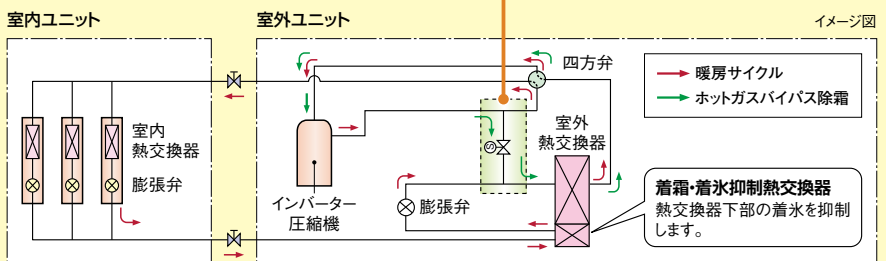 室内ユニット
室外ユニット
イメージ図
四方弁
暖房サイクル
ホットガスバイパス除霜
室内
熱交換器
膨張弁
インバーター
圧縮機
S
膨張弁
室外
熱交換器
着霜・着氷抑制熱交換器
熱交換器下部の着氷を抑制
します。